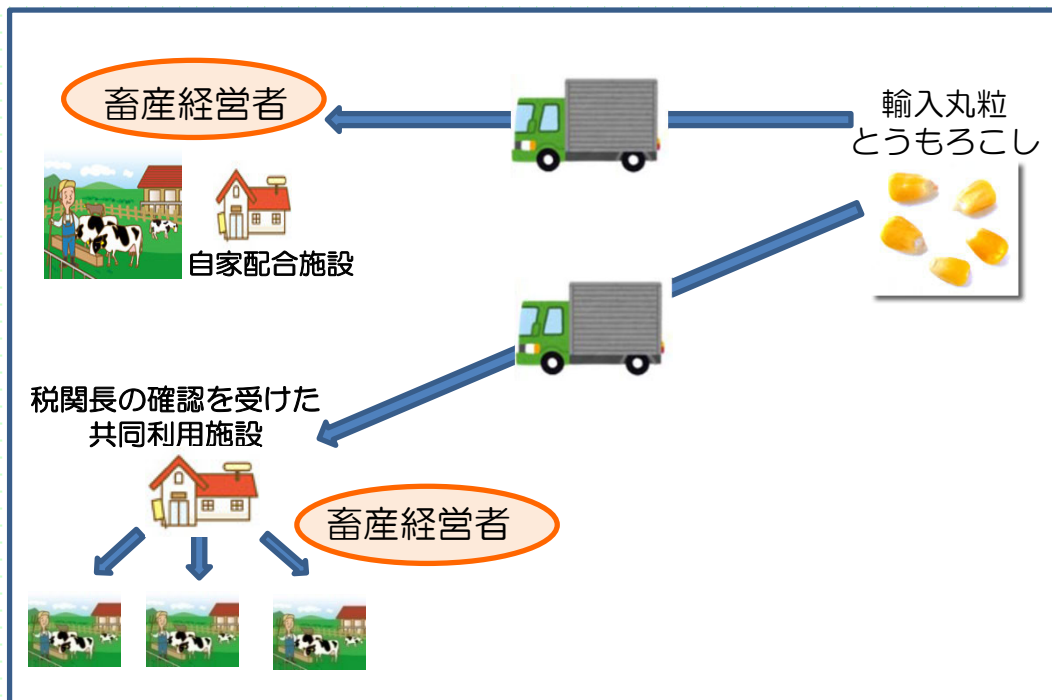 畜産経営者
輸入丸粒
とうもろこし
自家配合施設
税関長の確認を受けた
共同利用施設
畜産経営者